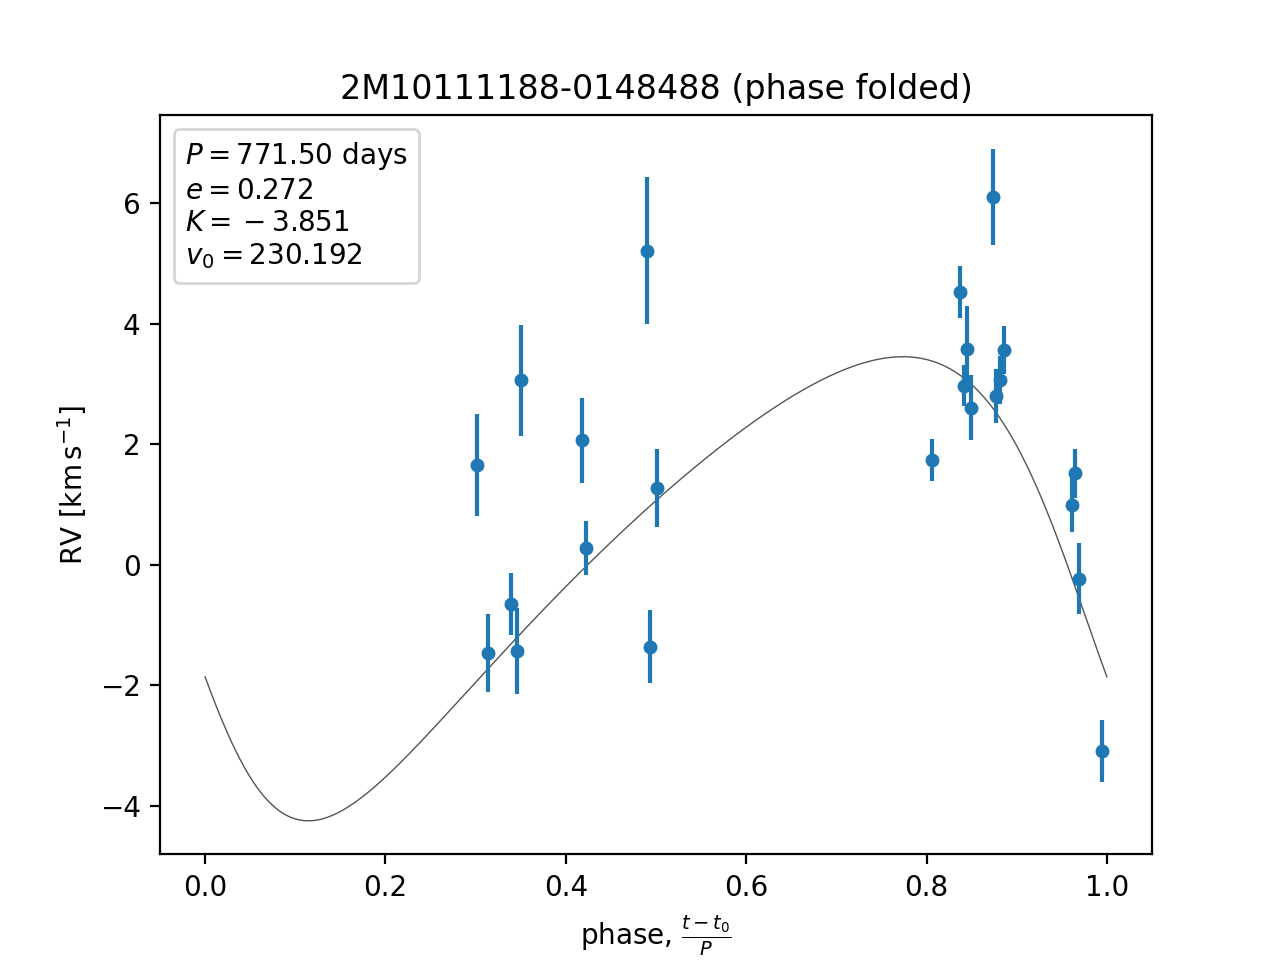 2M10111188-0148488 (phase folded)
P = 771.50 days
e = 0.272
K = −3.851
v₀ = 230.192
RV [km s⁻¹]
6
4
2
0
−2
−4
0.0 0.2 0.4 0.6 0.8 1.0
phase, (t − t₀)/P